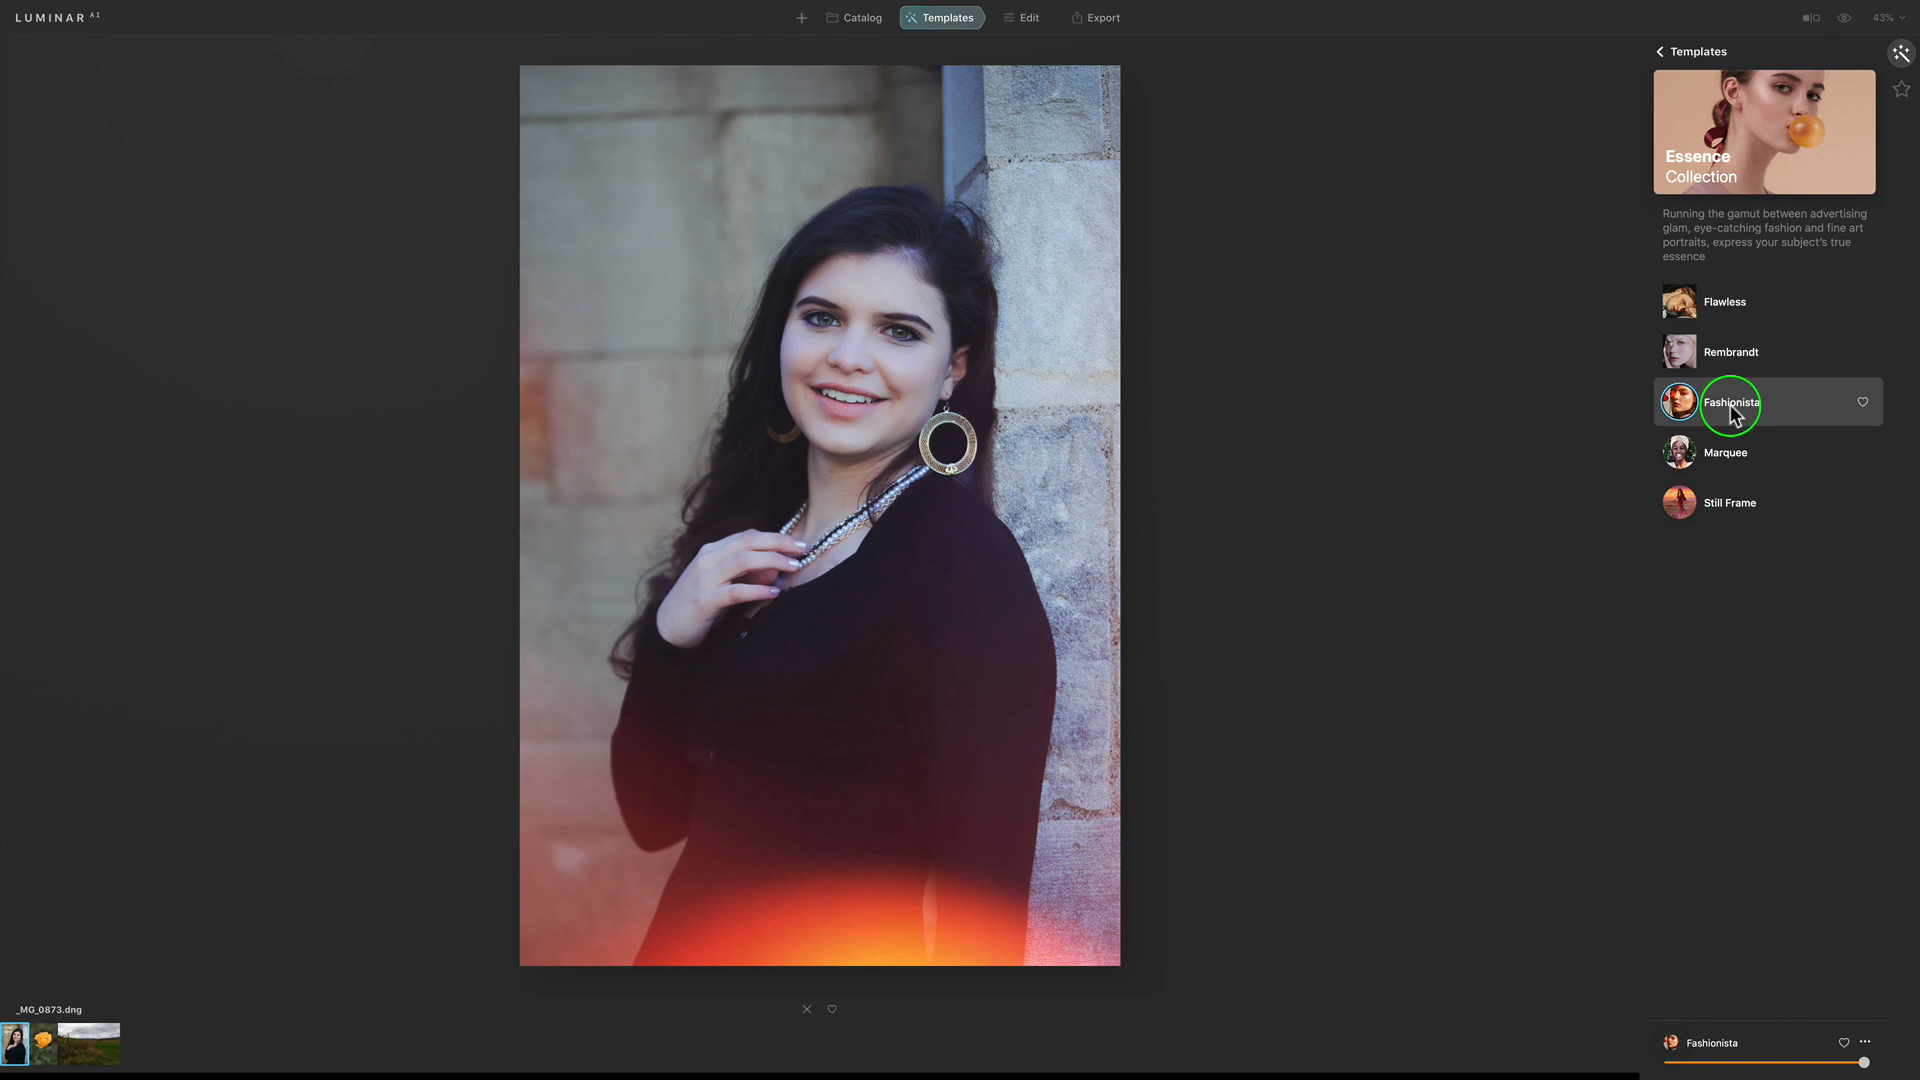 LUMINAR AI
Catalog
Templates
Edit
Export
43%
Templates
Essence
Collection
Running the gamut between advertising
glam, eye-catching fashion and fine art
portraits, express your subject's true
essence
Flawless
Rembrandt
Fashionista
Marquee
Still Frame
_MG_0873.dng
Fashionista